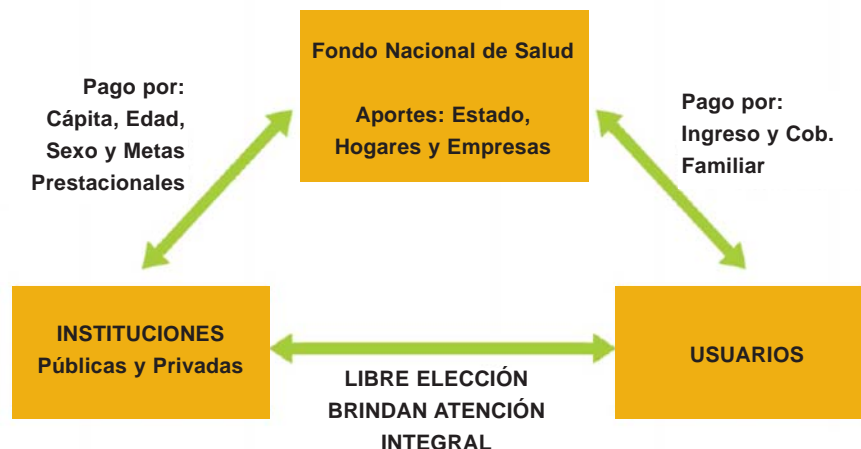 Fondo Nacional de Salud
Aportes: Estado,
Hogares y Empresas
Pago por:
Cápita, Edad,
Sexo y Metas
Prestacionales
Pago por:
Ingreso y Cob.
Familiar
INSTITUCIONES
Públicas y Privadas
LIBRE ELECCIÓN
BRINDAN ATENCIÓN
INTEGRAL
USUARIOS